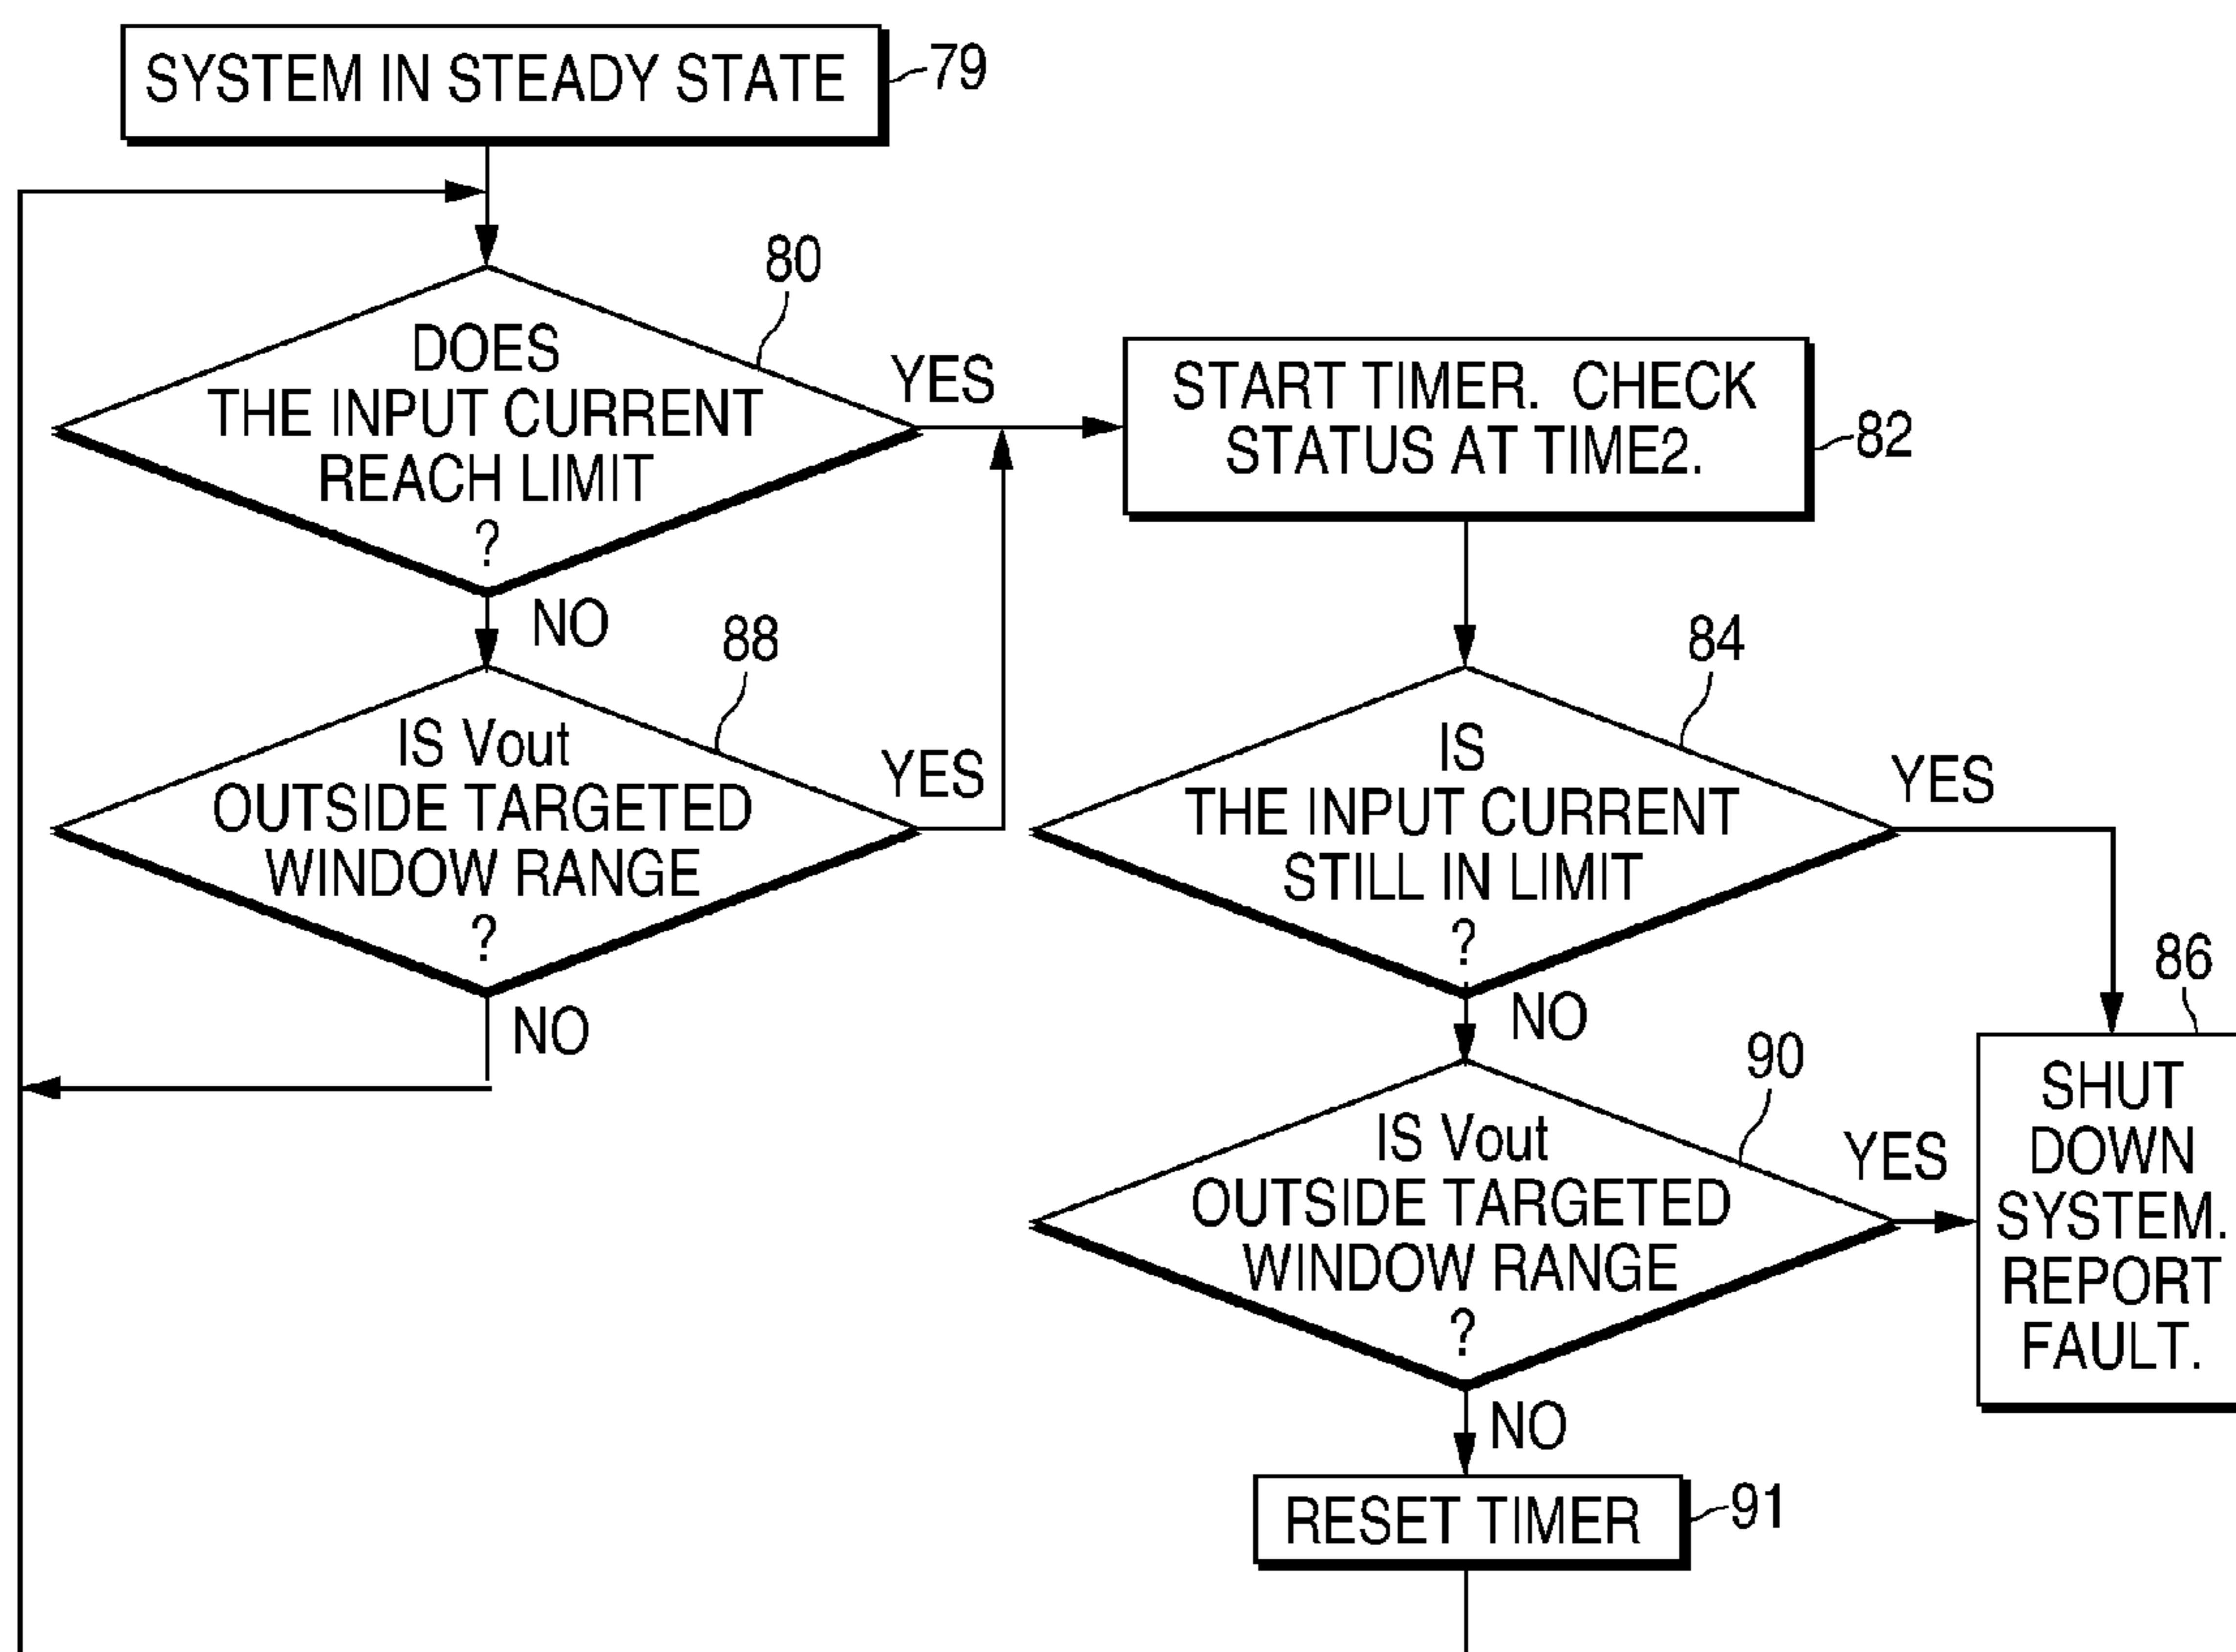 SYSTEM IN STEADY STATE
79
80
DOES
THE INPUT CURRENT
REACH LIMIT
?
YES
NO
START TIMER. CHECK
STATUS AT TIME2.
82
88
IS Vout
OUTSIDE TARGETED
WINDOW RANGE
?
YES
NO
84
IS
THE INPUT CURRENT
STILL IN LIMIT
?
YES
NO
86
SHUT
DOWN
SYSTEM.
REPORT
FAULT.
90
IS Vout
OUTSIDE TARGETED
WINDOW RANGE
?
YES
NO
RESET TIMER
91